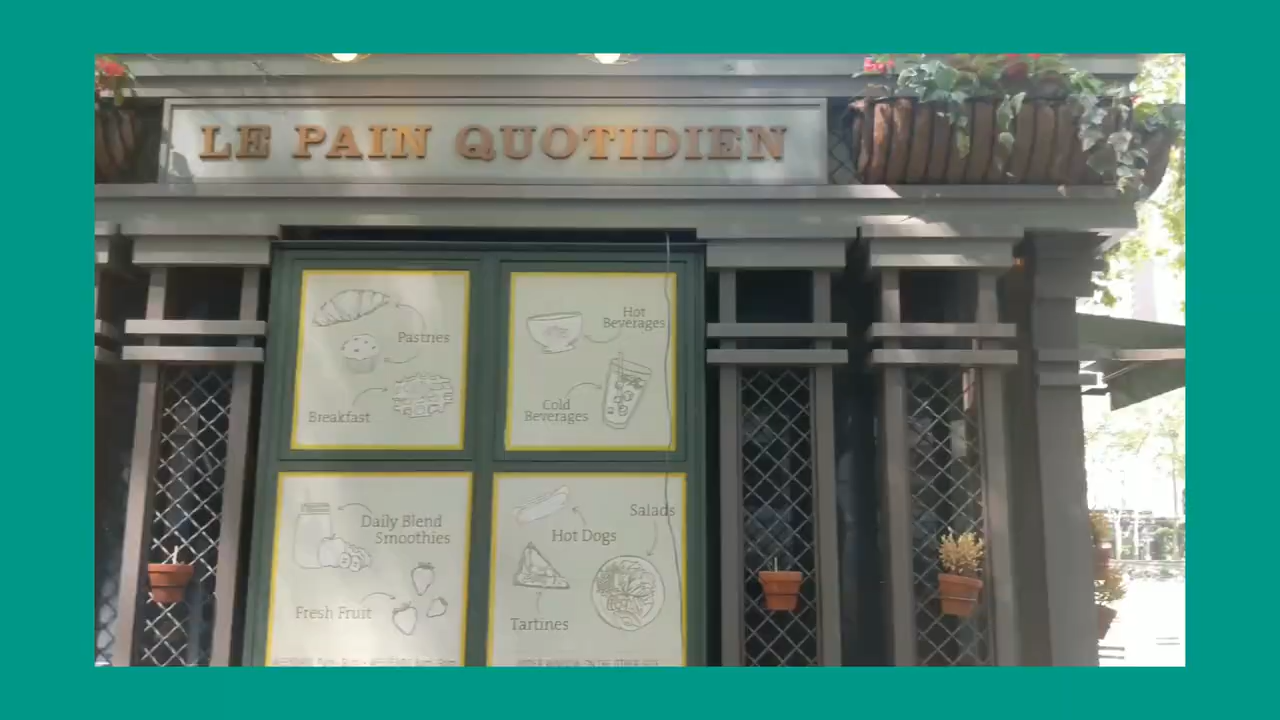 LE PAIN QUOTIDIEN
Pastries
Breakfast
Hot
Beverages
Cold
Beverages
Daily Blend
Smoothies
Fresh Fruit
Salads
Hot Dogs
Tartines